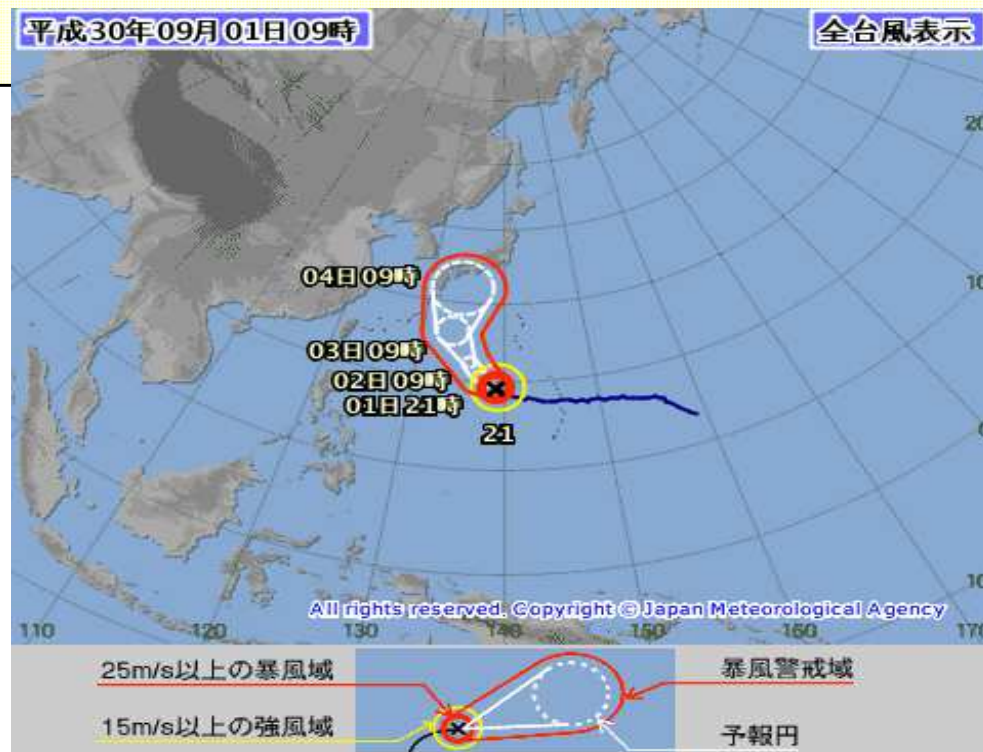 平成30年09月01日09時
全台風表示
20
04日09時
10
03日09時
02日09時
01日21時
21
All rights reserved. Copyright © Japan Meteorological Agency
10
110 120 130 140 150 160 170
25m/s以上の暴風域
暴風警戒域
15m/s以上の強風域
予報円